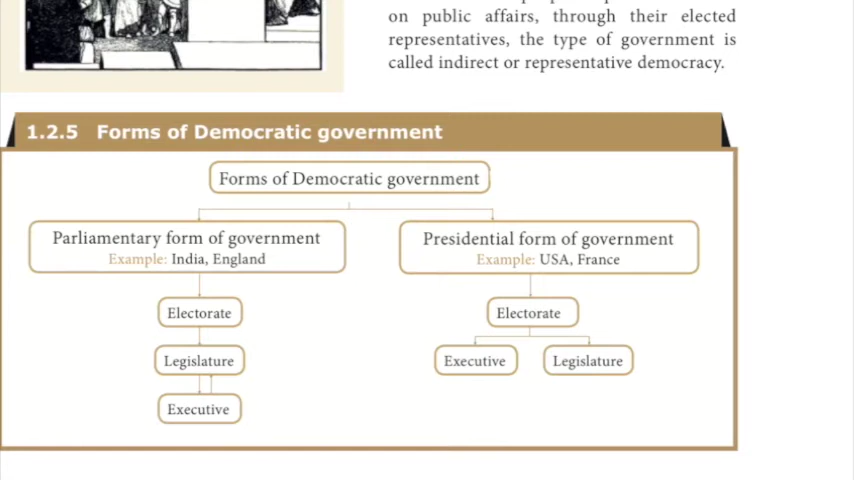 on public affairs, through their elected
representatives, the type of government is
called indirect or representative democracy.
1.2.5 Forms of Democratic government
Forms of Democratic government
Parliamentary form of government
Example: India, England
Electorate
Legislature
Executive
Presidential form of government
Example: USA, France
Electorate
Executive
Legislature